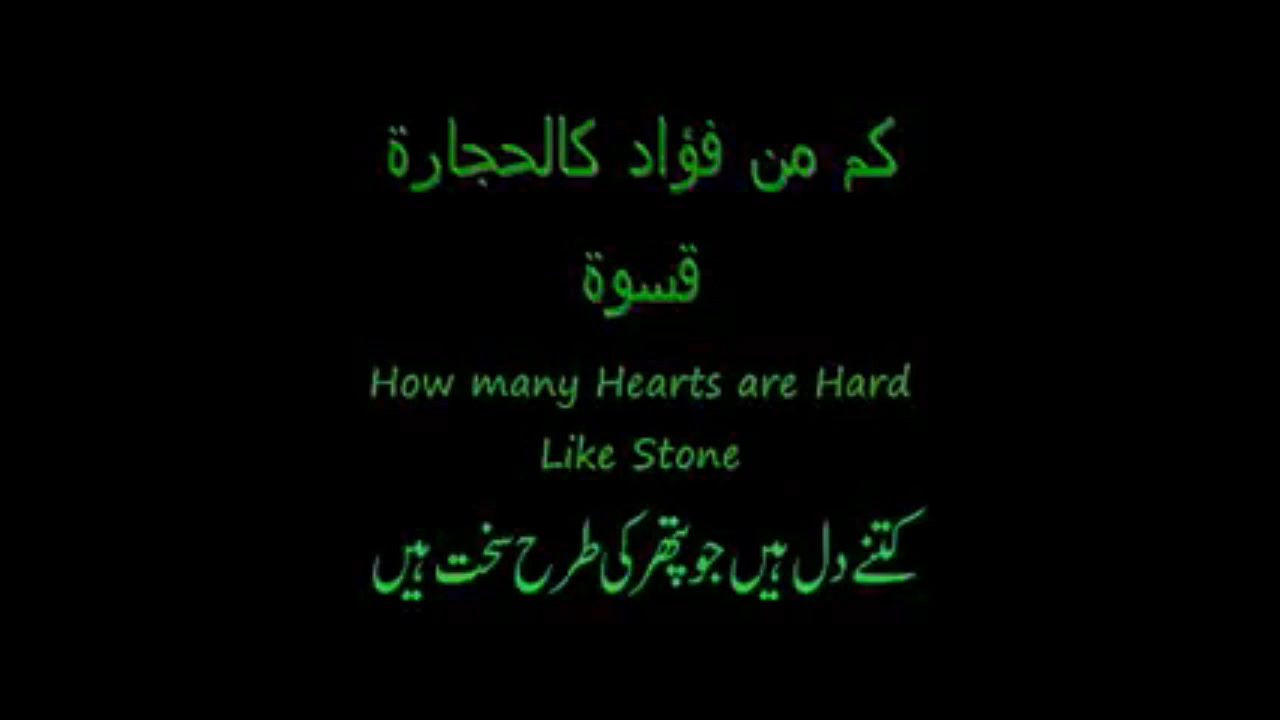 كم من فؤاد كالحجارة
قسوة
How many Hearts are Hard
Like Stone
کتنے دل ہیں جو پتھر کی طرح سخت ہیں